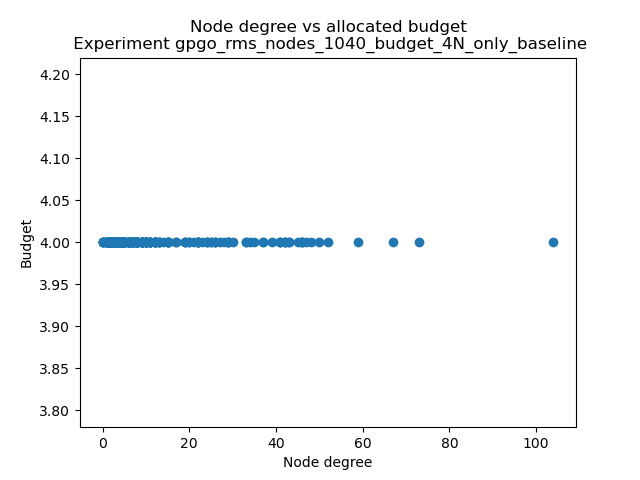 Node degree vs allocated budget
Experiment gpgo_rms_nodes_1040_budget_4N_only_baseline
4.20
4.15
4.10
4.05
4.00
3.95
3.90
3.85
3.80
Budget
0 20 40 60 80 100
Node degree